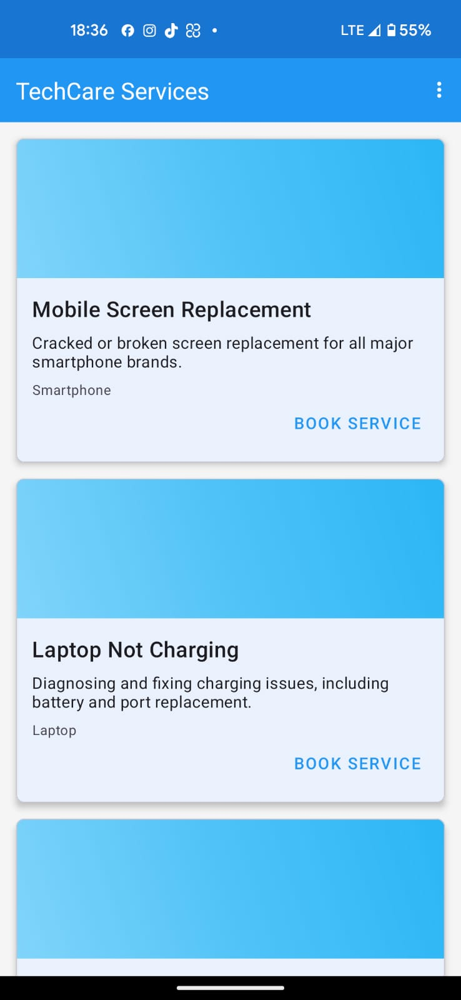 18:36
LTE 55%
TechCare Services
Mobile Screen Replacement
Cracked or broken screen replacement for all major
smartphone brands.
Smartphone
BOOK SERVICE
Laptop Not Charging
Diagnosing and fixing charging issues, including
battery and port replacement.
Laptop
BOOK SERVICE